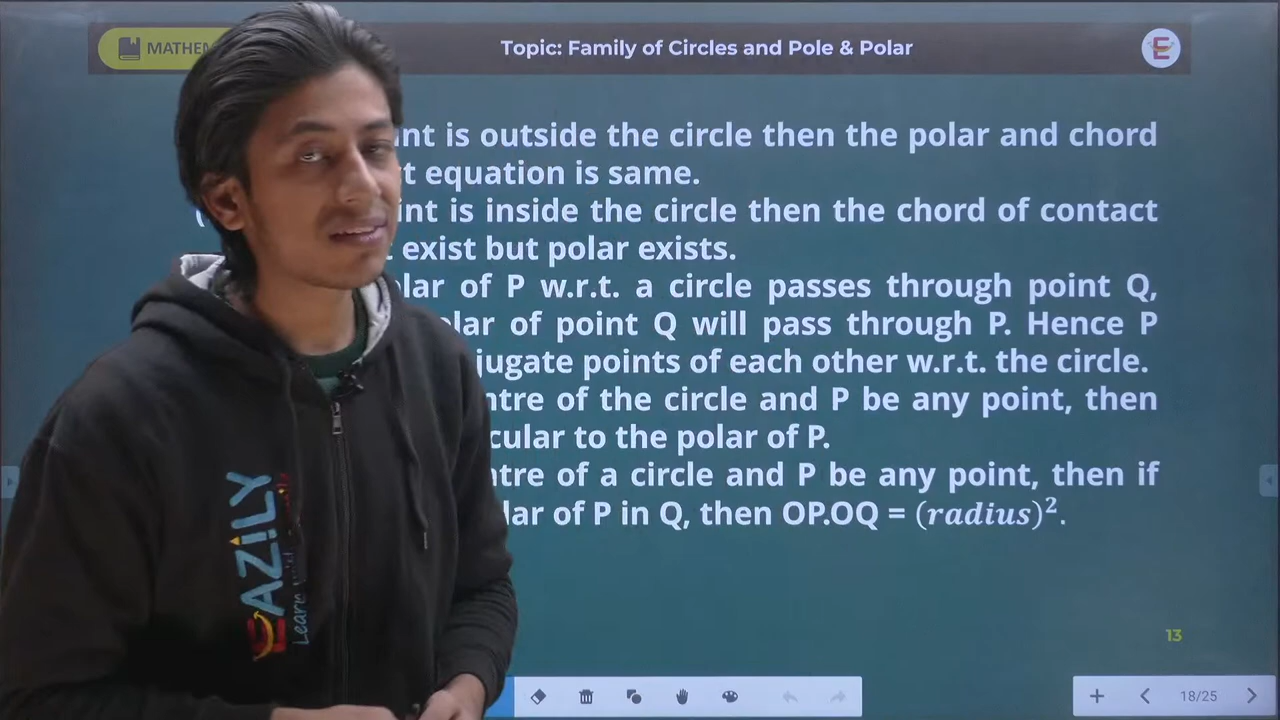 MATHEM
Topic: Family of Circles and Pole & Polar
E
nt is outside the circle then the polar and chord
t equation is same.
( int is inside the circle then the chord of contact
t exist but polar exists.
lar of P w.r.t. a circle passes through point Q,
lar of point Q will pass through P. Hence P
jugate points of each other w.r.t. the circle.
ntre of the circle and P be any point, then
cular to the polar of P.
ntre of a circle and P be any point, then if
lar of P in Q, then OP.OQ = (radius)².
EAZILY
Learn
13
18/25